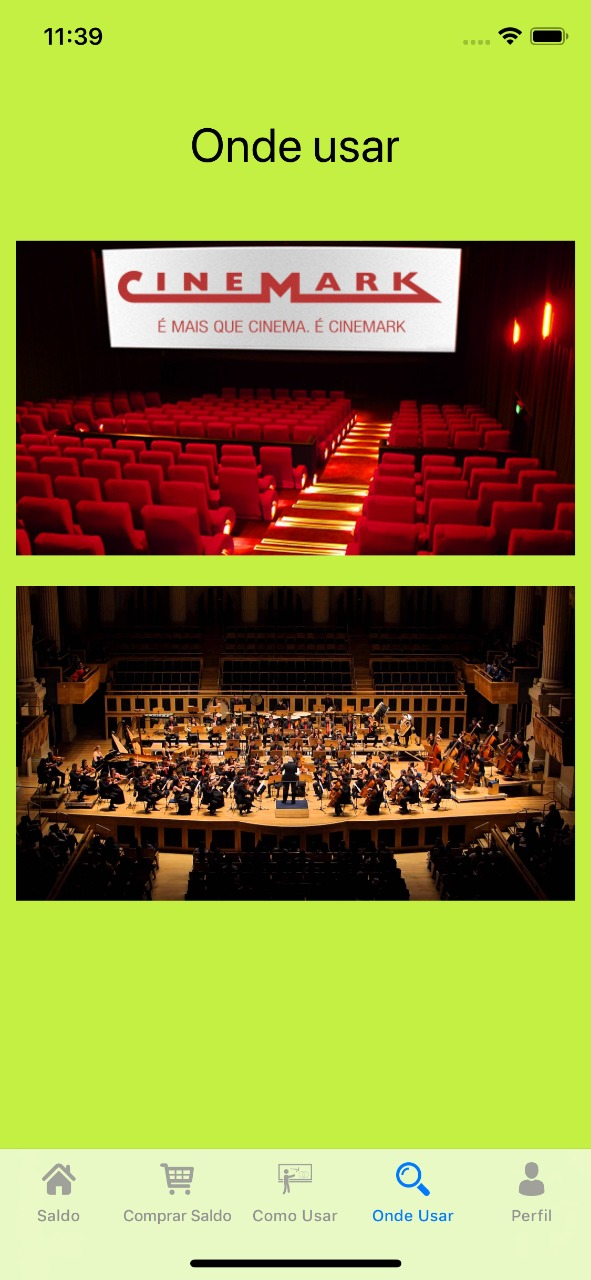 11:39
Onde usar
CINEMARK
É MAIS QUE CINEMA. É CINEMARK
Saldo
Comprar Saldo
Como Usar
Onde Usar
Perfil